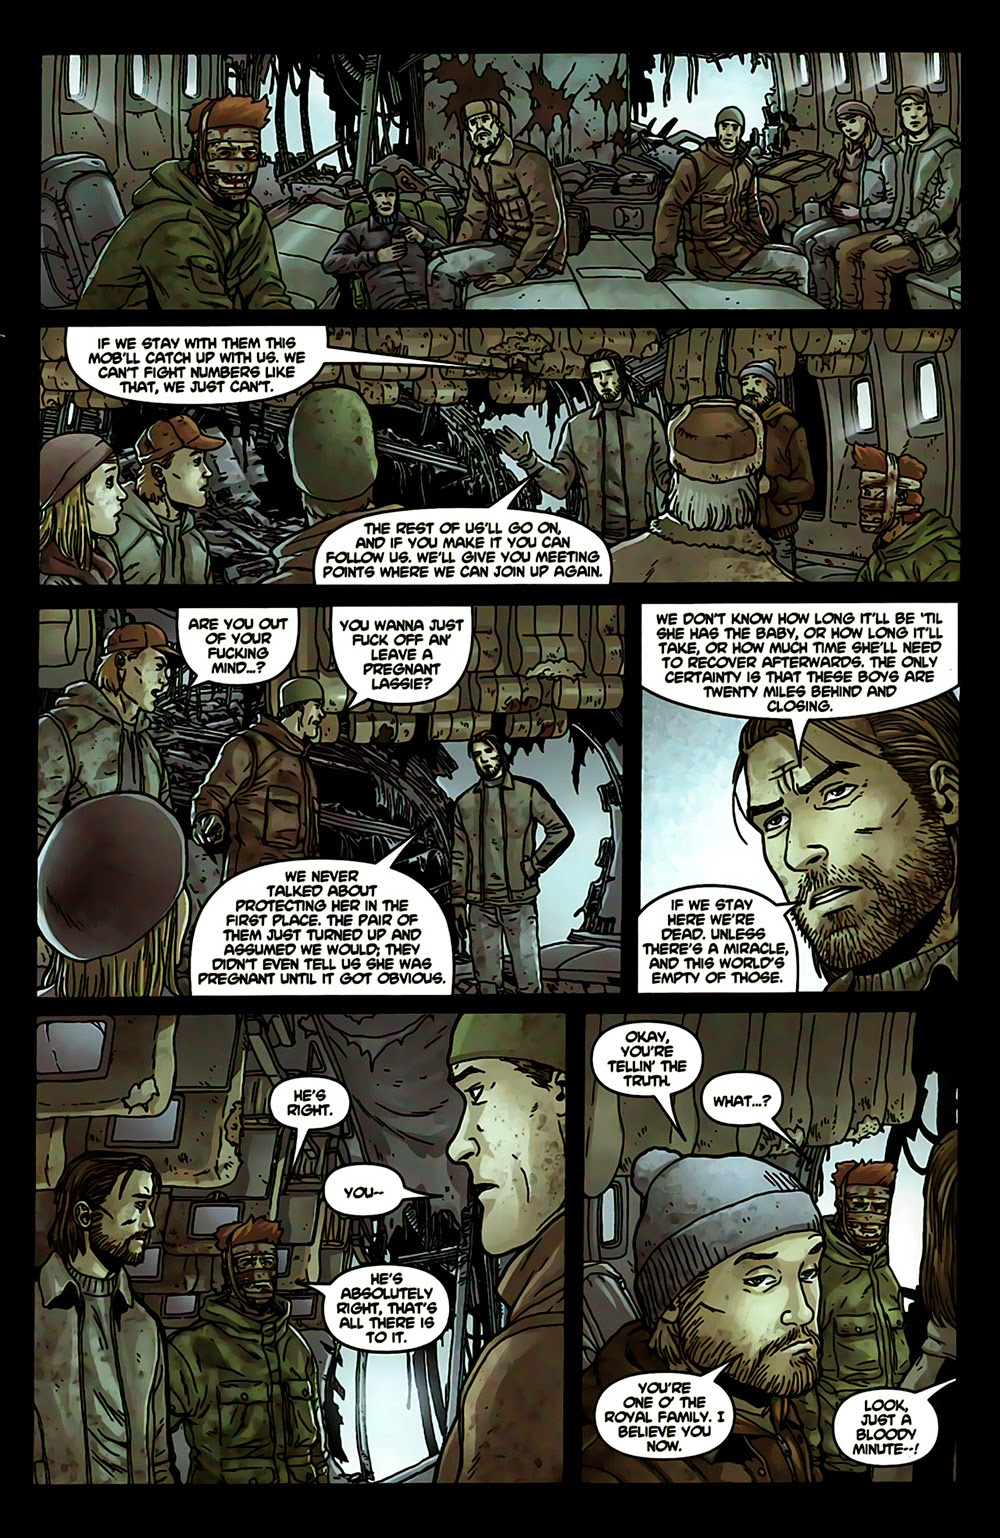 IF WE STAY WITH THEM THIS
MOB'LL CATCH UP WITH US. WE
CAN'T FIGHT NUMBERS LIKE
THAT, WE JUST CAN'T.
THE REST OF US'LL GO ON,
AND IF YOU MAKE IT YOU CAN
FOLLOW US. WE'LL GIVE YOU MEETING
POINTS WHERE WE CAN JOIN UP AGAIN.
ARE YOU OUT
OF YOUR
FUCKING
MIND...?
YOU WANNA JUST
FUCK OFF AN'
LEAVE A
PREGNANT
LASSIE?
WE NEVER
TALKED ABOUT
PROTECTING HER IN THE
FIRST PLACE. THE PAIR OF
THEM JUST TURNED UP AND
ASSUMED WE WOULD; THEY
DIDN'T EVEN TELL US SHE WAS
PREGNANT UNTIL IT GOT OBVIOUS.
WE DON'T KNOW HOW LONG IT'LL BE 'TIL
SHE HAS THE BABY, OR HOW LONG IT'LL
TAKE, OR HOW MUCH TIME SHE'LL NEED
TO RECOVER AFTERWARDS. THE ONLY
CERTAINTY IS THAT THESE BOYS ARE
TWENTY MILES BEHIND AND
CLOSING.
IF WE STAY
HERE WE'RE
DEAD. UNLESS
THERE'S A MIRACLE,
AND THIS WORLD'S
EMPTY OF THOSE.
HE'S
RIGHT.
YOU--
HE'S
ABSOLUTELY
RIGHT, THAT'S
ALL THERE IS
TO IT.
OKAY,
YOU'RE
TELLIN' THE
TRUTH.
WHAT...?
YOU'RE
ONE O' THE
ROYAL FAMILY. I
BELIEVE YOU
NOW.
LOOK,
JUST A
BLOODY
MINUTE--!